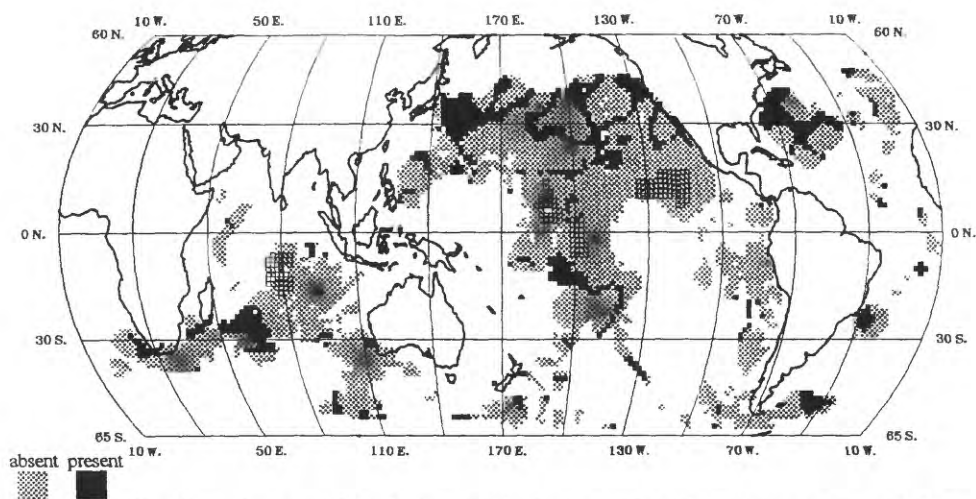 10 W. 50 E. 110 E. 170 E. 130 W. 70 W. 10 W.
60 N. 60 N.
30 N. 30 N.
0 N. 0 N.
30 S. 30 S.
65 S. 65 S.
10 W. 50 E. 110 E. 170 E. 130 W. 70 W. 10 W.
absent present